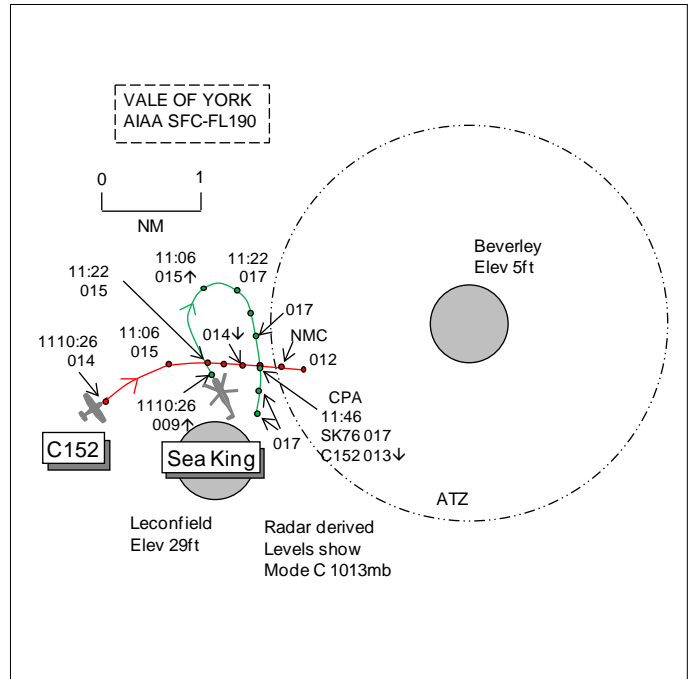 VALE OF YORK
AIAA SFC-FL190
0
1
NM
Beverley
Elev 5ft
11:06
015↑
11:22
017
11:22
015
017
1110:26
014
11:06
015
014↓
NMC
012
CPA
11:46
SK76 017
C152 013↓
1110:26
009↑
017
C152
Sea King
ATZ
Leconfield
Elev 29ft
Radar derived
Levels show
Mode C 1013mb